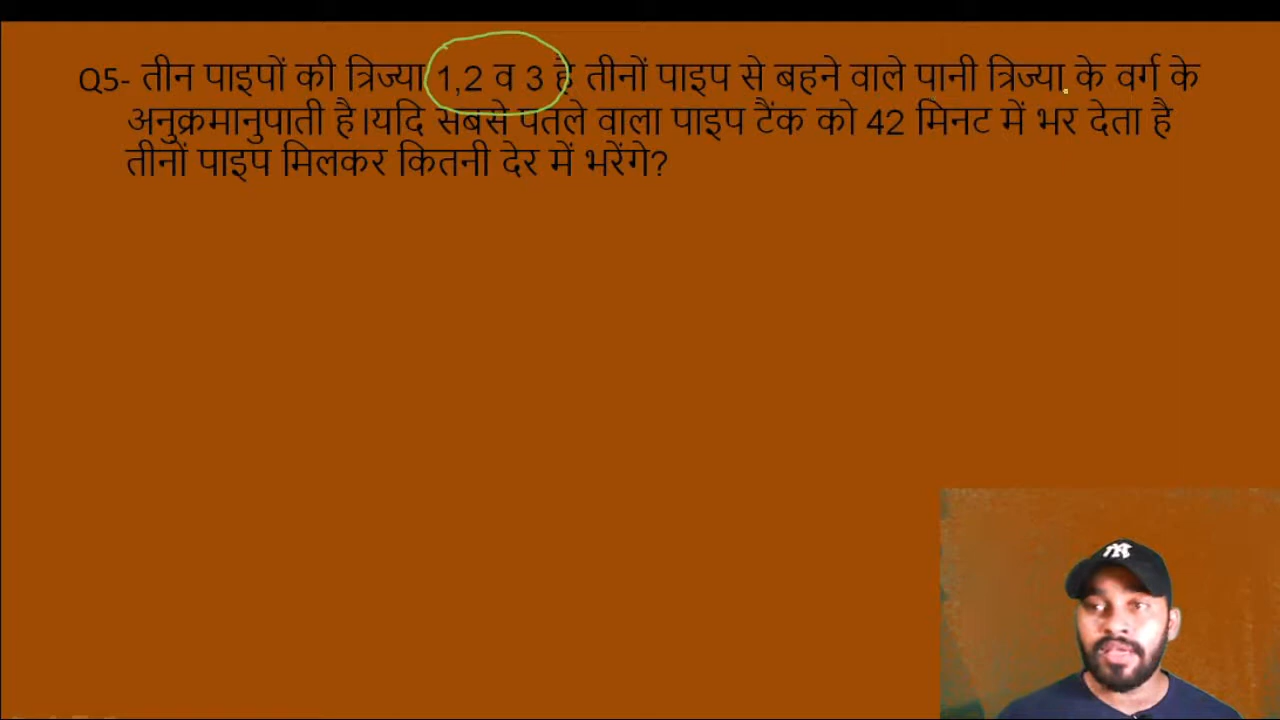 Q5- तीन पाइपों की त्रिज्या 1,2 व 3 है तीनों पाइप से बहने वाले पानी त्रिज्या के वर्ग के
अनुक्रमानुपाती है।यदि सबसे पतले वाला पाइप टैंक को 42 मिनट में भर देता है
तीनों पाइप मिलकर कितनी देर में भरेंगे?